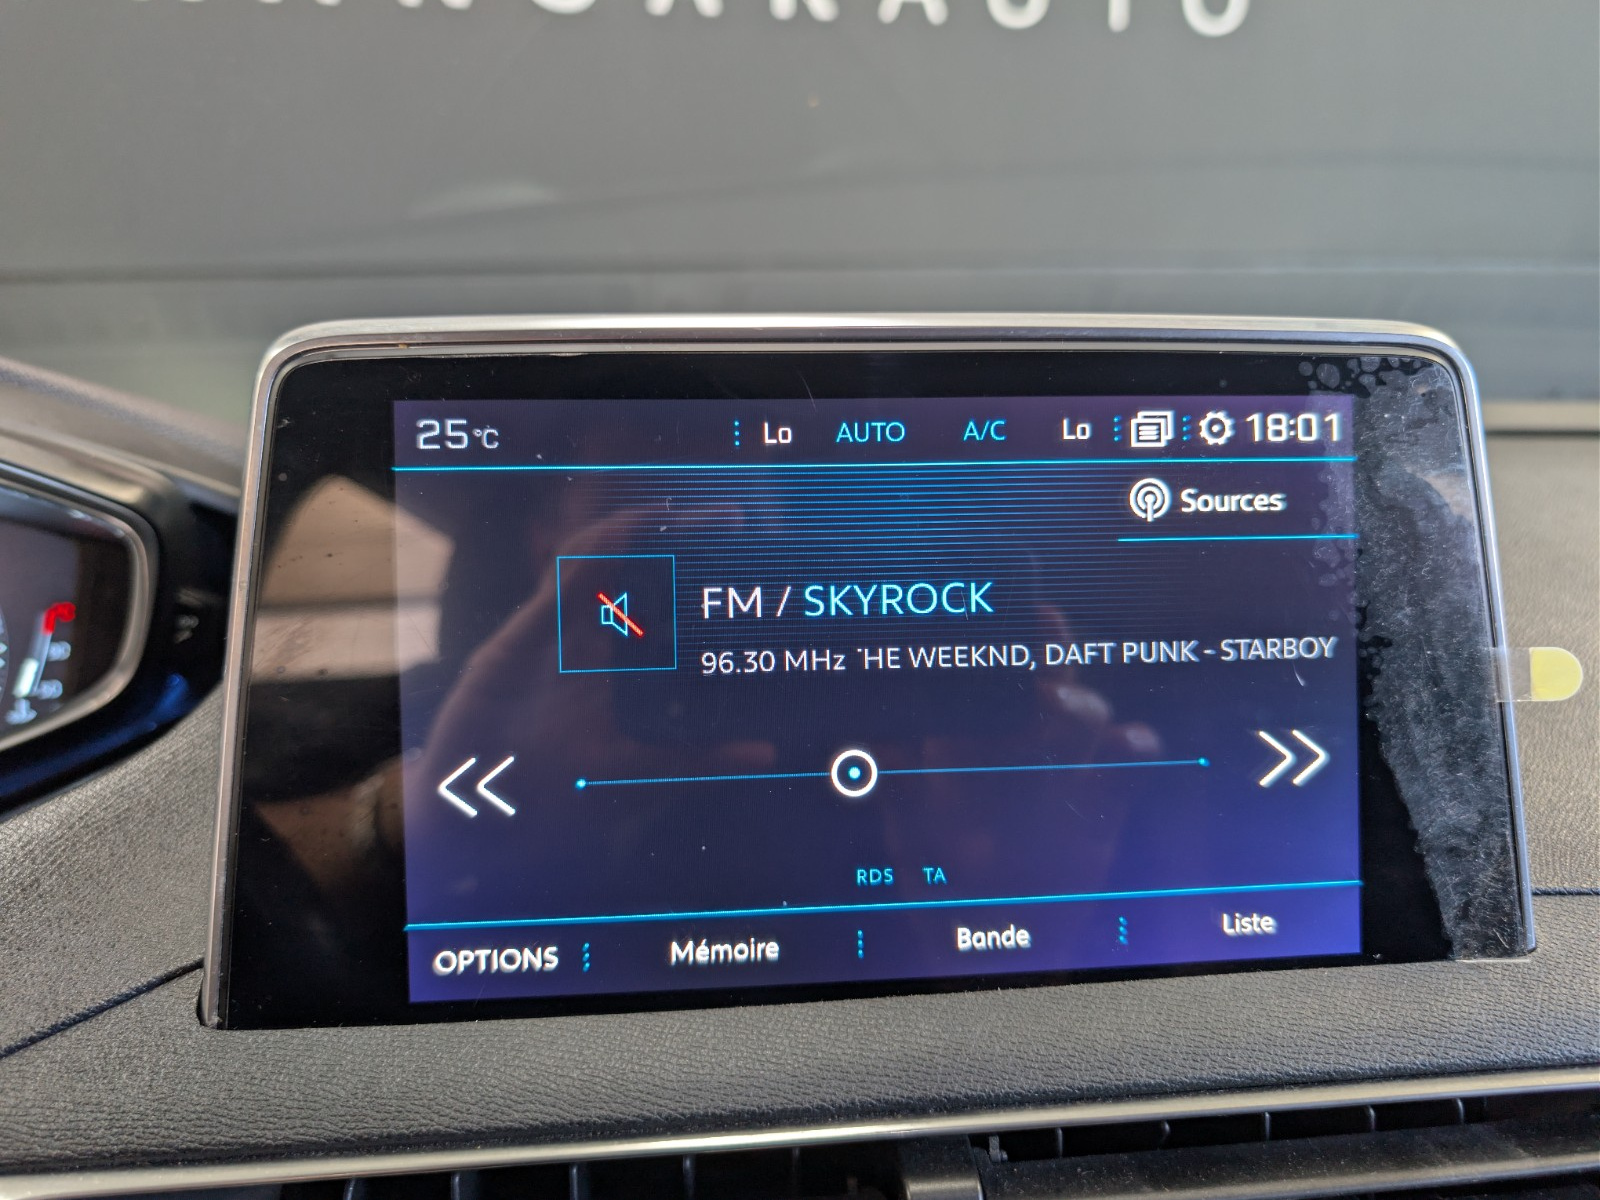 25°C Lo AUTO A/C Lo 18:01
Sources
FM / SKYROCK
96.30 MHz HE WEEKND, DAFT PUNK - STARBOY
RDS TA
OPTIONS Mémoire Bande Liste